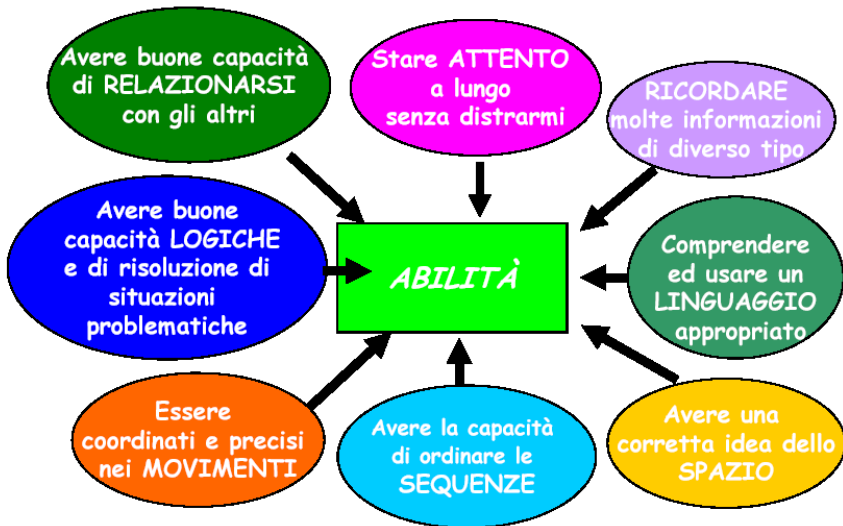 Avere buone capacità
di RELAZIONARSI
con gli altri
Stare ATTENTO
a lungo
senza distrarmi
RICORDARE
molte informazioni
di diverso tipo
Avere buone
capacità LOGICHE
e di risoluzione di
situazioni
problematiche
ABILITÀ
Comprendere
ed usare un
LINGUAGGIO
appropriato
Essere
coordinati e precisi
nei MOVIMENTI
Avere la capacità
di ordinare le
SEQUENZE
Avere una
corretta idea dello
SPAZIO